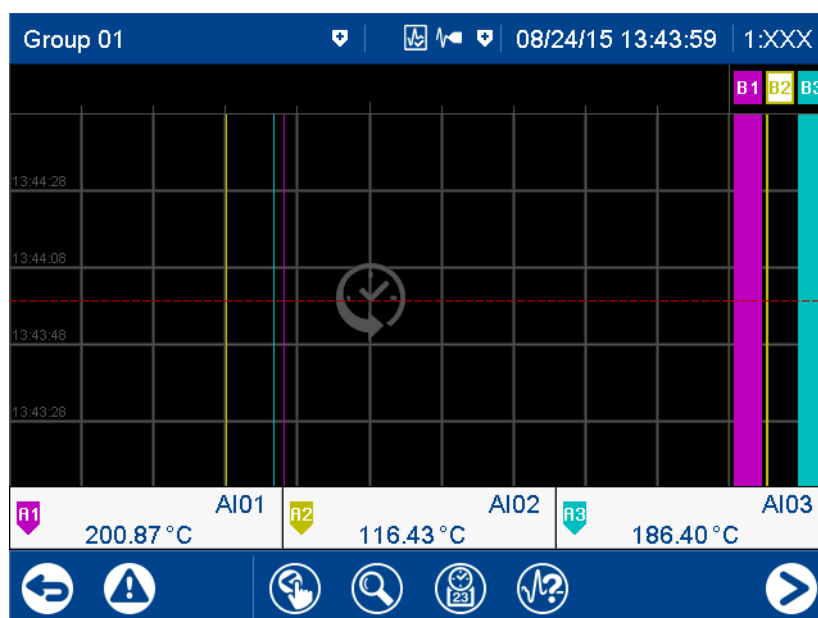 Group 01 08/24/15 13:43:59 1:XXX
B1 B2 B3
13:44:28
13:44:08
13:43:48
13:43:28
A1 AI01 A2 AI02 A3 AI03
200.87 °C 116.43 °C 186.40 °C
23 ?